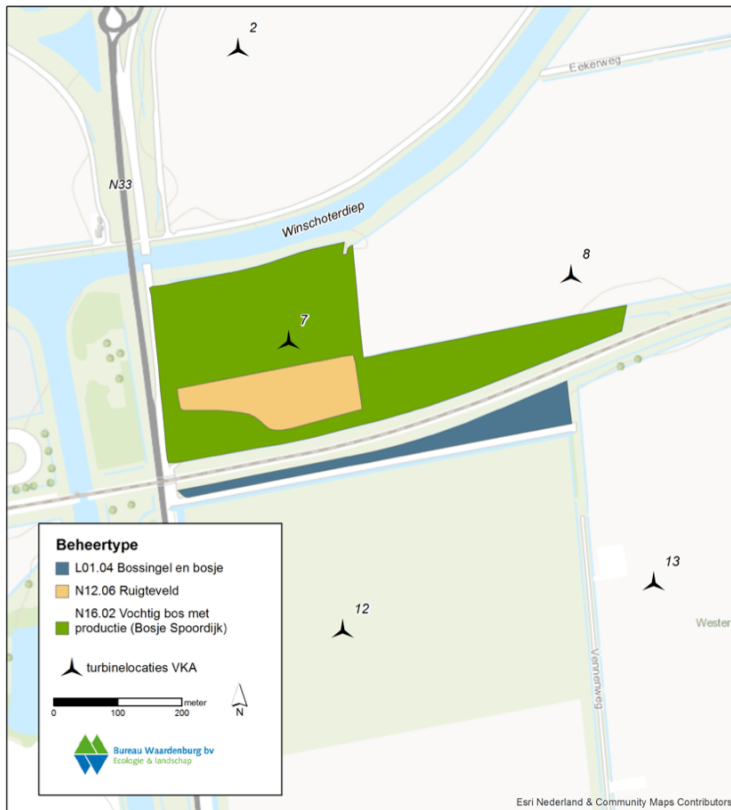 2
Eekerweg
N33
Winschoterdiep
8
7
Beheertype
L01.04 Bossingel en bosje
N12.06 Ruigteveld
N16.02 Vochtig bos met
productie (Bosje Spoordijk)
turbinelocaties VKA
meter
0 100 200
N
Bureau Waardenburg bv
Ecologie & landschap
12
13
Wester
Vennenweg
Esri Nederland & Community Maps Contributors